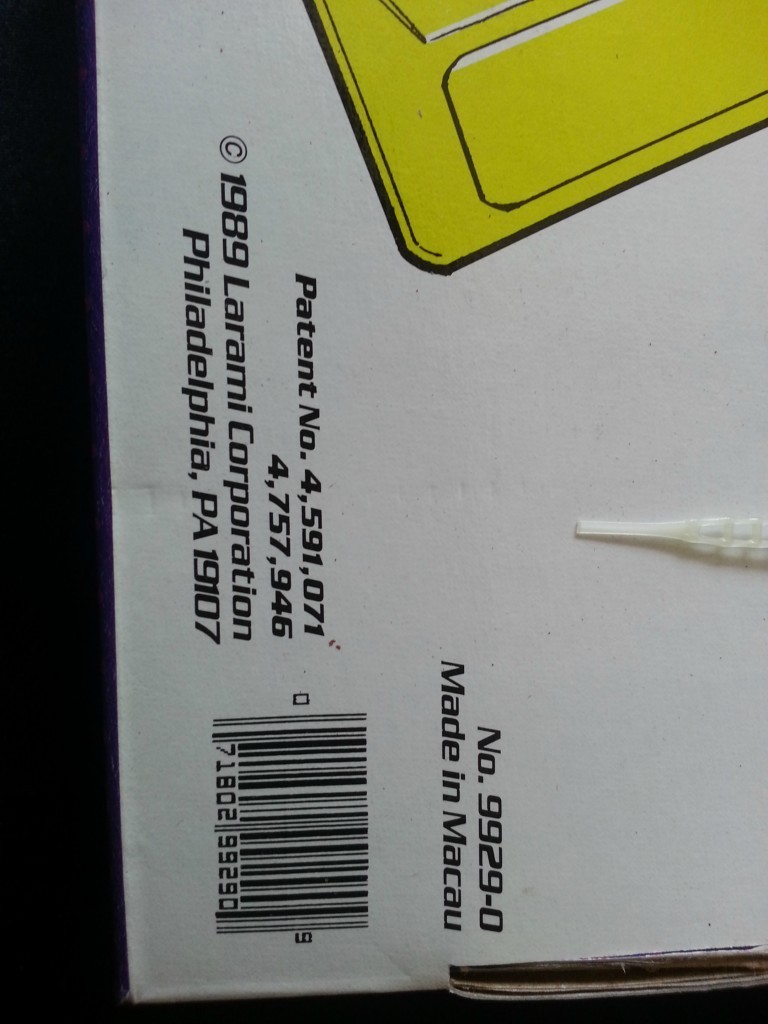 No. 9929-0
Made in Macau
Patent No. 4,591,071
4,757,946
© 1989 Larami Corporation
Philadelphia, PA 19107
0 71802 99290 9